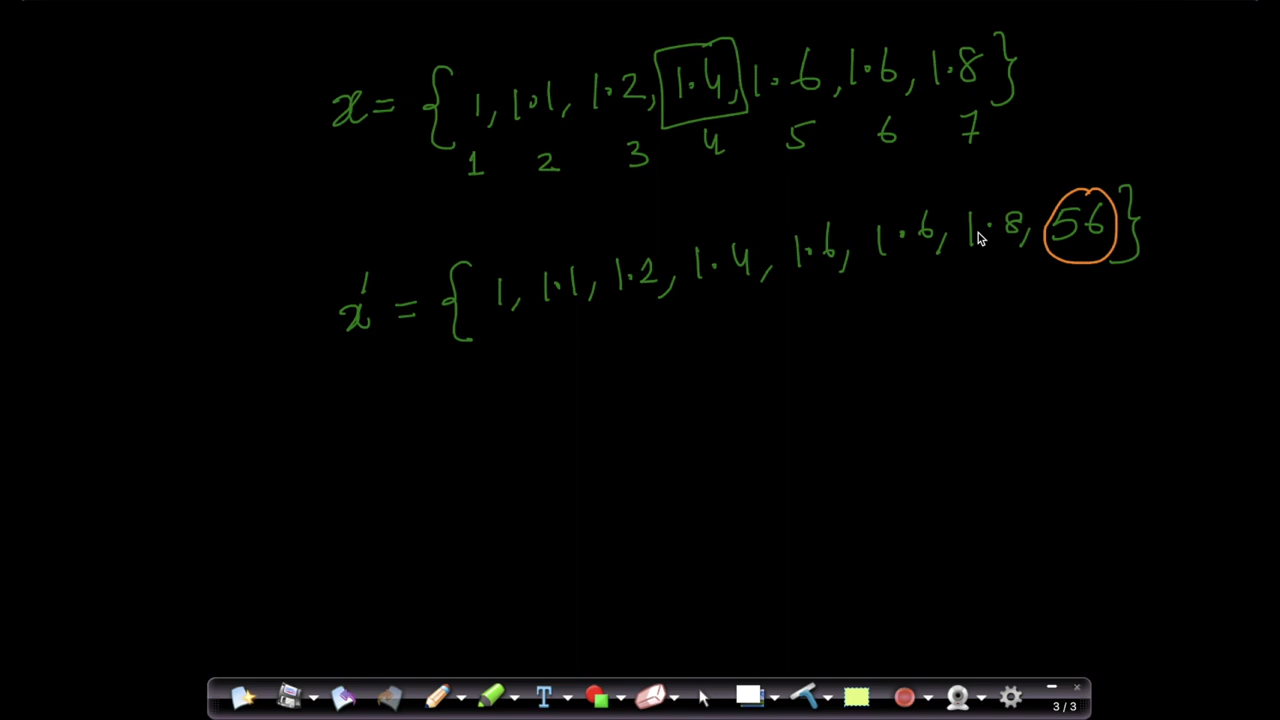 x = { 1, 1.1, 1.2, 1.4, 1.6, 1.6, 1.8 }
1 2 3 4 5 6 7
x' = { 1, 1.1, 1.2, 1.4, 1.6, 1.6, 1.8, 56 }
T
3 / 3